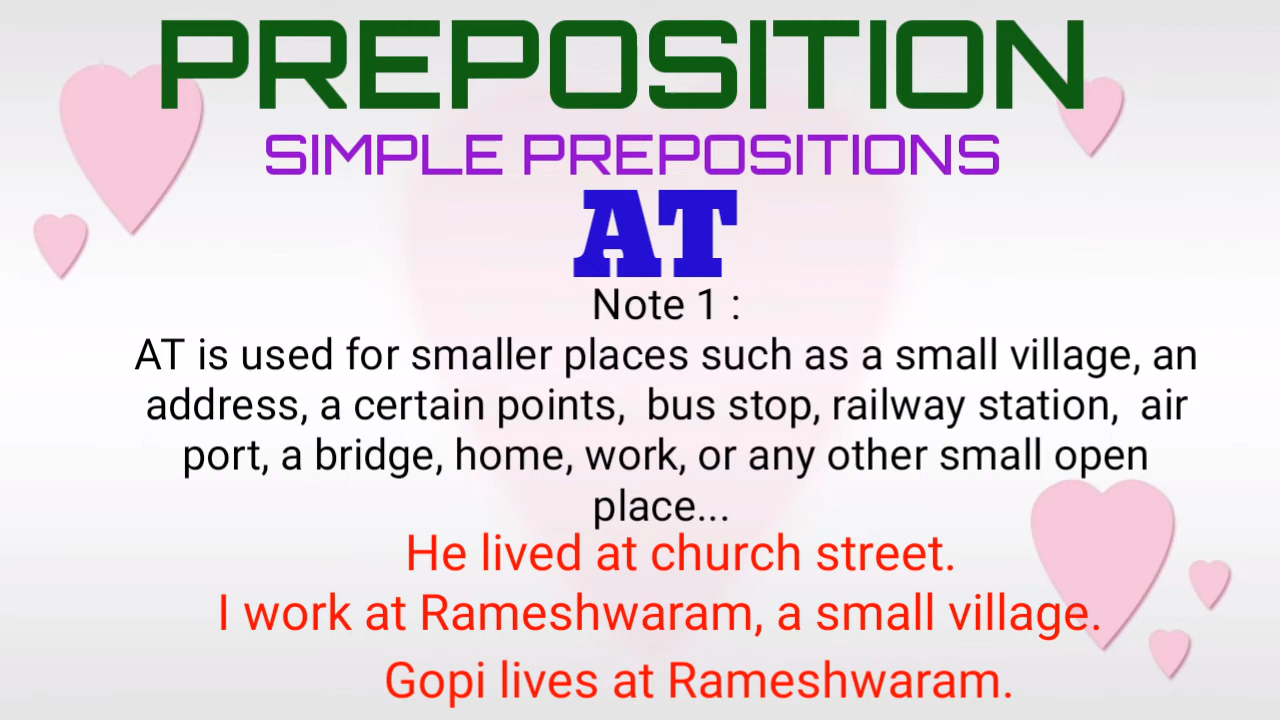 PREPOSITION
SIMPLE PREPOSITIONS
AT
Note 1 :
AT is used for smaller places such as a small village, an
address, a certain points, bus stop, railway station, air
port, a bridge, home, work, or any other small open
place...
He lived at church street.
I work at Rameshwaram, a small village.
Gopi lives at Rameshwaram.